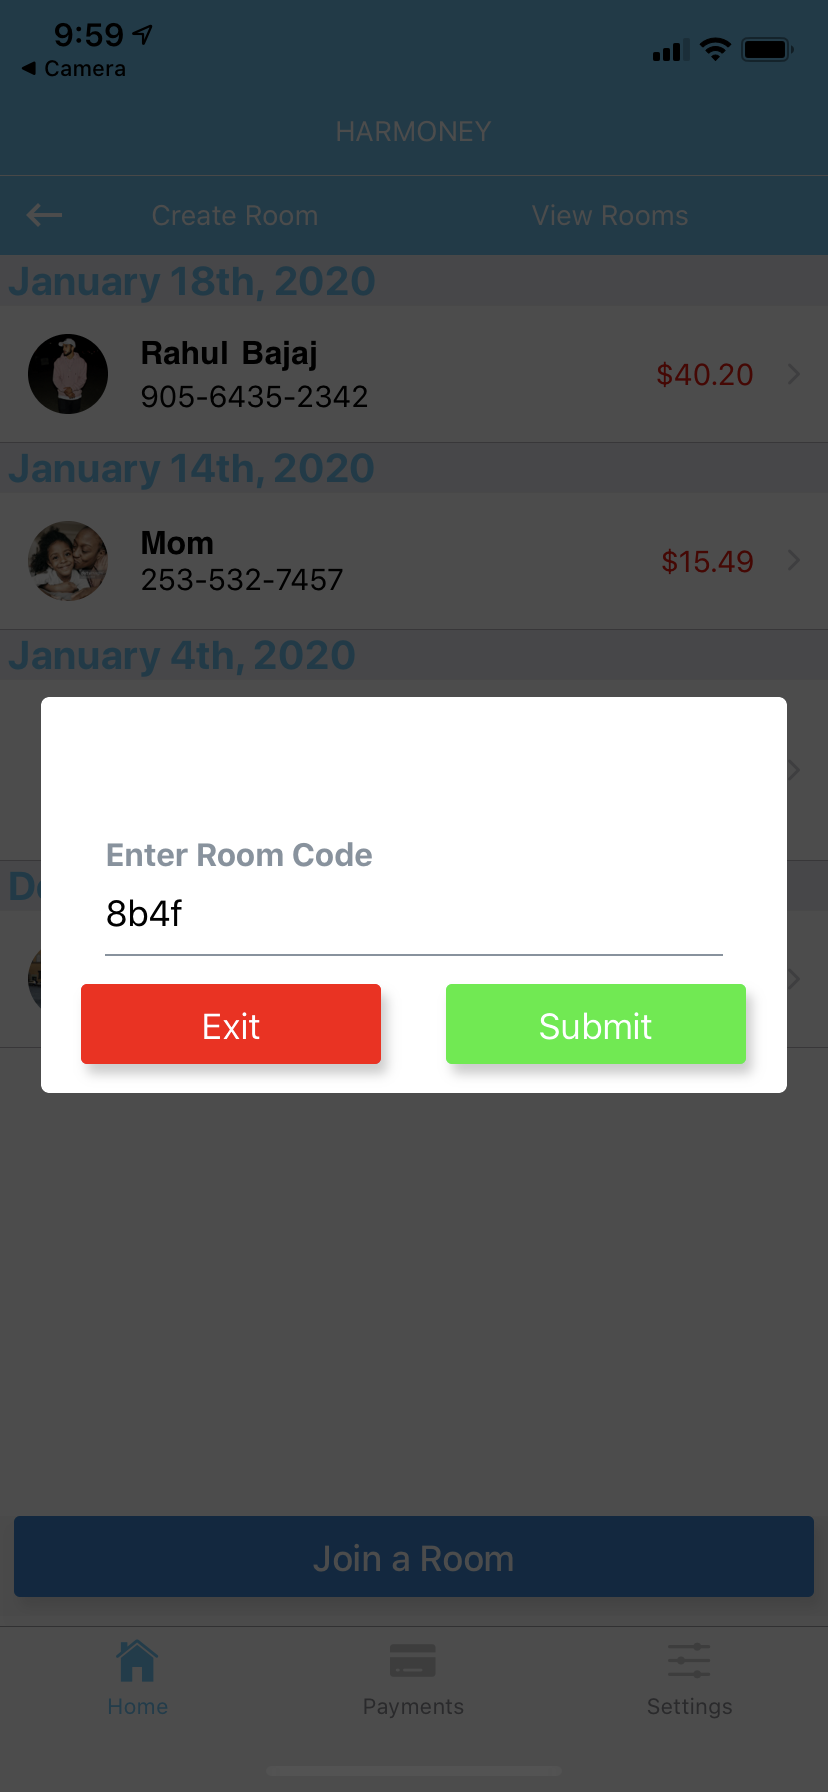 9:59
◀ Camera
HARMONEY
Create Room View Rooms
January 18th, 2020
Rahul Bajaj
905-6435-2342
$40.20
January 14th, 2020
Mom
253-532-7457
$15.49
January 4th, 2020
Enter Room Code
8b4f
Exit Submit
Join a Room
Home Payments Settings